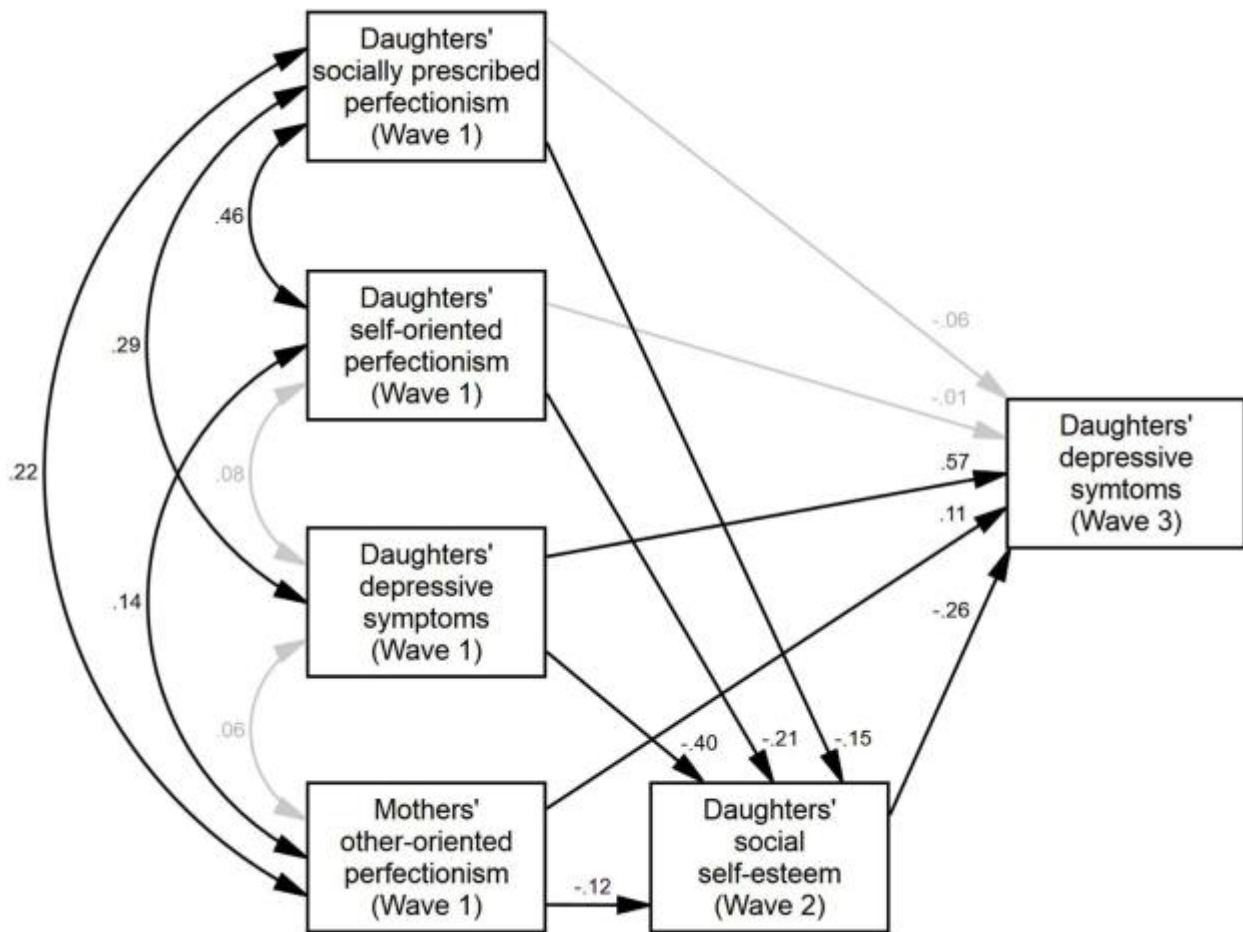 Daughters'
socially prescribed
perfectionism
(Wave 1)
.46
Daughters'
self-oriented
perfectionism
(Wave 1)
-.06
-.01
.29
.08
.22
Daughters'
depressive
symtoms
(Wave 3)
.57
.11
Daughters'
depressive
symptoms
(Wave 1)
.14
.06
-.26
-.40
-.21
-.15
Mothers'
other-oriented
perfectionism
(Wave 1)
-.12
Daughters'
social
self-esteem
(Wave 2)